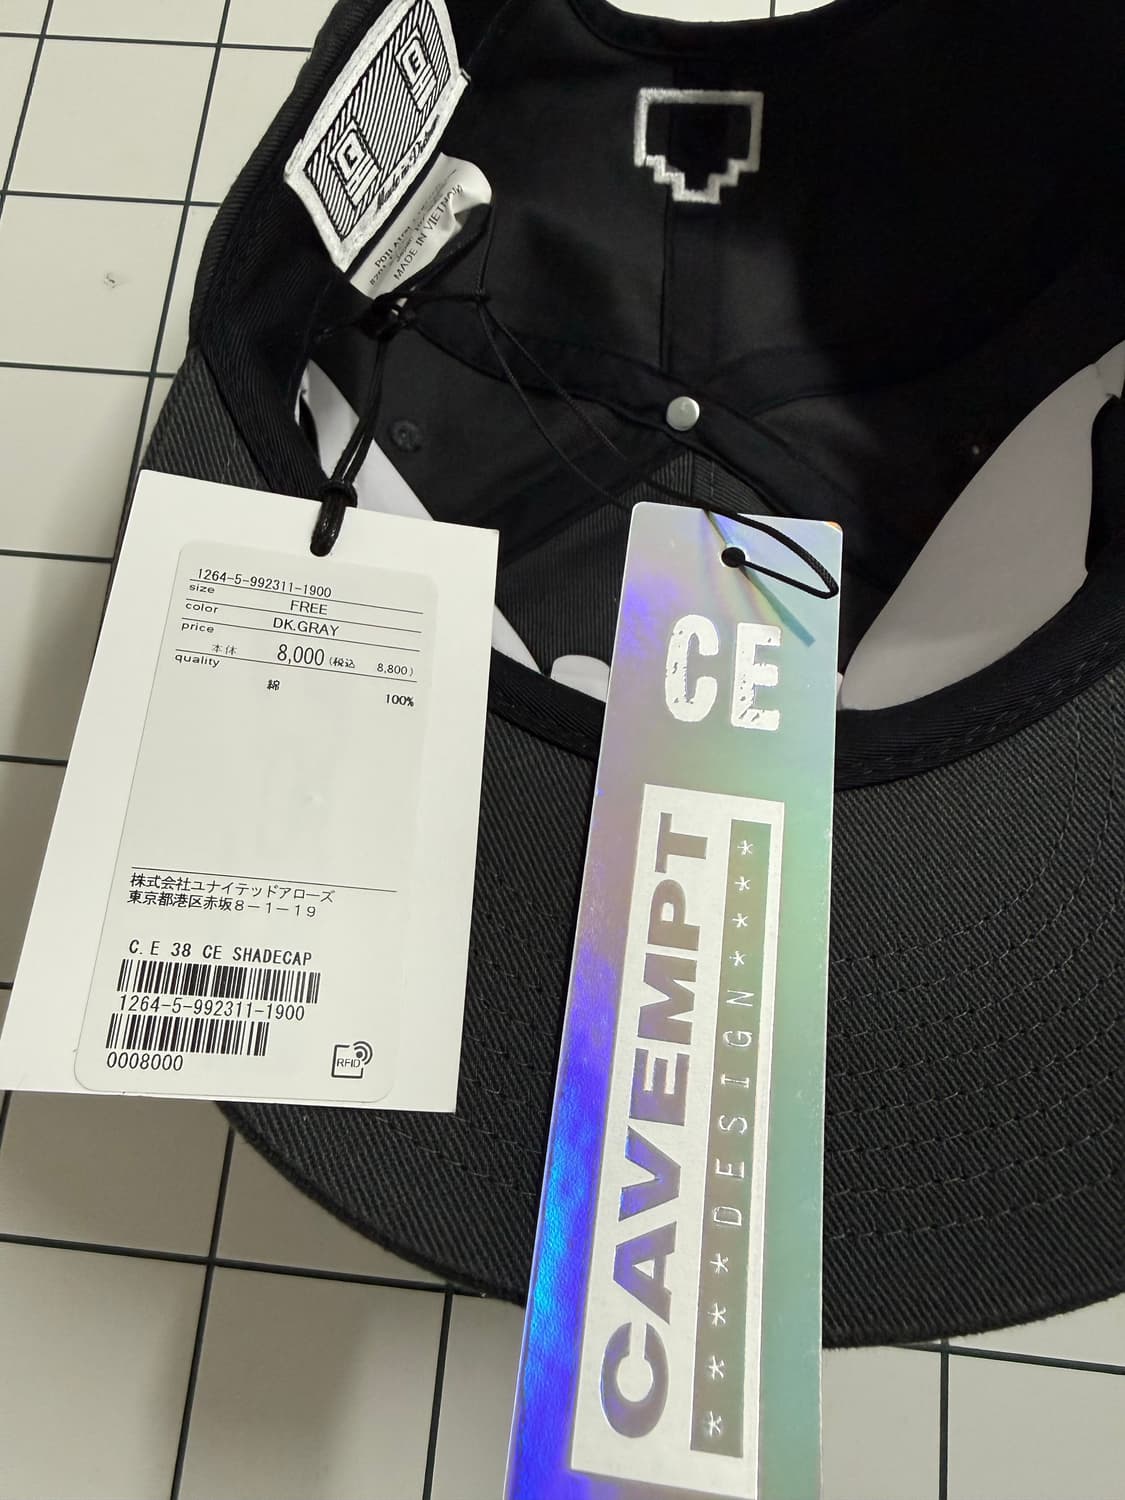 Made in Vietnam
MADE IN VIETNAM
1264-5-992311-1900
size
FREE
color
DK.GRAY
price
本体 8,000 (税込 8,800)
quality
綿 100%
株式会社ユナイテッドアローズ
東京都港区赤坂8−1−19
C.E 38 CE SHADECAP
1264-5-992311-1900
0008000
RFID
CE
CAVEMPT
****DESIGN****